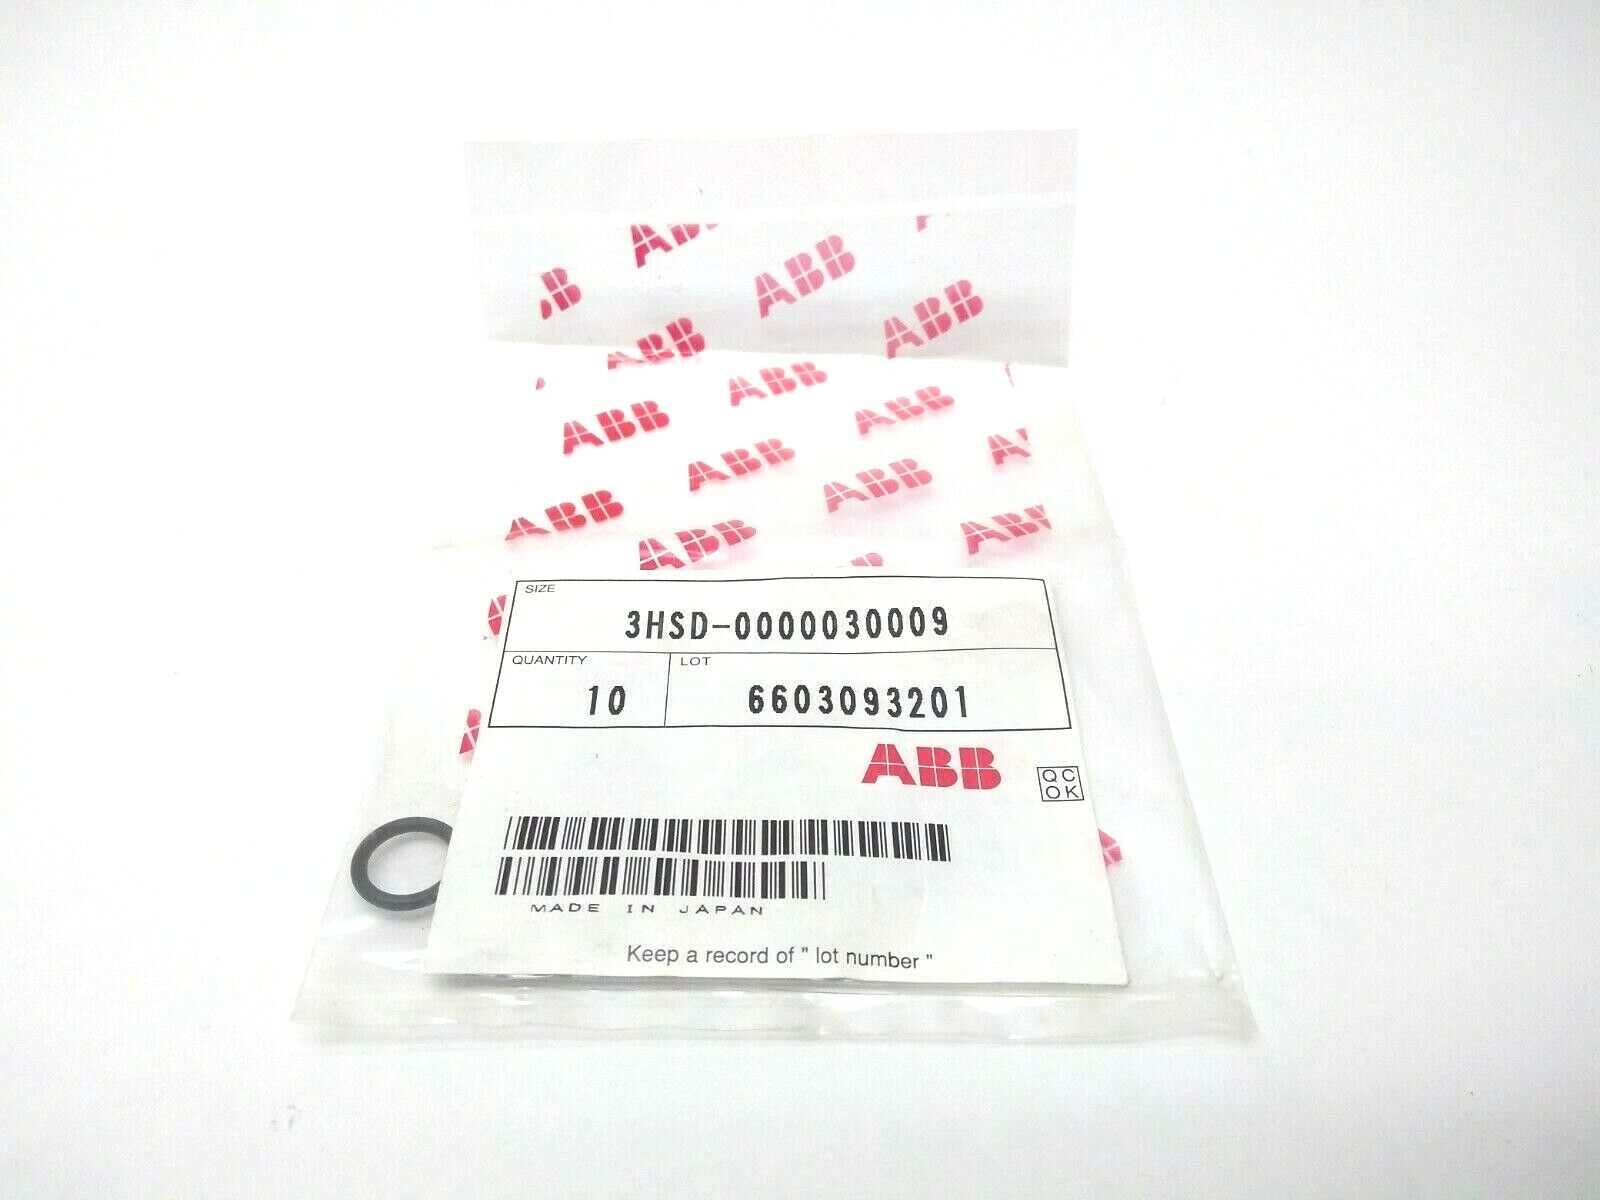 ABB
ABB
ABB
ABB
ABB
ABB
ABB
ABB
ABB
ABB
ABB
ABB
SIZE
3HSD-0000030009
QUANTITY
10
LOT
6603093201
ABB
QC
OK
MADE IN JAPAN
Keep a record of " lot number "